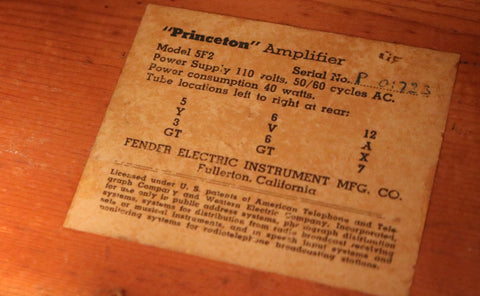 "Princeton" Amplifier
Model 5F2 Serial No. P 01223
Power Supply 110 volts, 50/60 cycles AC.
Power consumption 40 watts.
Tube locations left to right at rear:
5 6 12
Y V A
3 6 X
GT GT 7
FENDER ELECTRIC INSTRUMENT MFG. CO.
Fullerton, California
Licensed under U. S. patents of American Telephone and Tele-
graph Company and Western Electric Company, Incorporated,
for use only in public address systems, phonograph distribution
systems, systems for distribution from radio broadcast receiving
sets or musical instruments, and in speech input systems and
monitoring systems for radiotelephone broadcasting stations.